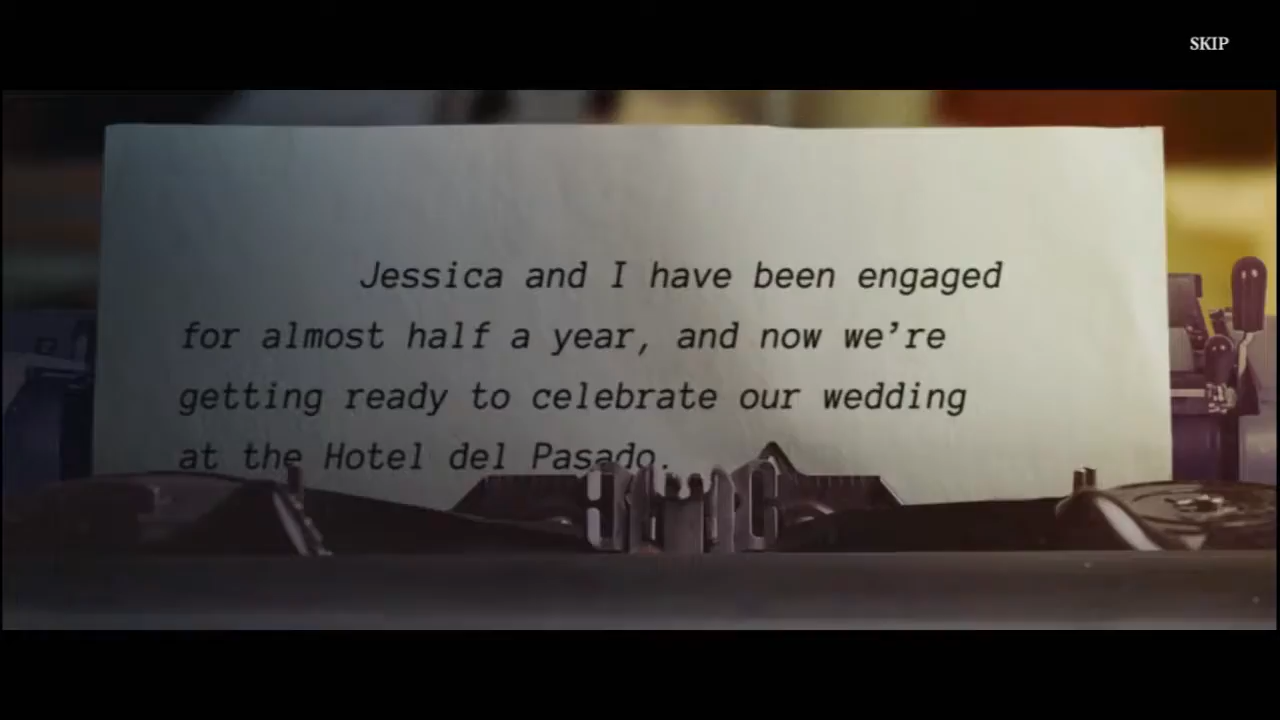 SKIP
Jessica and I have been engaged
for almost half a year, and now we're
getting ready to celebrate our wedding
at the Hotel del Pasado.